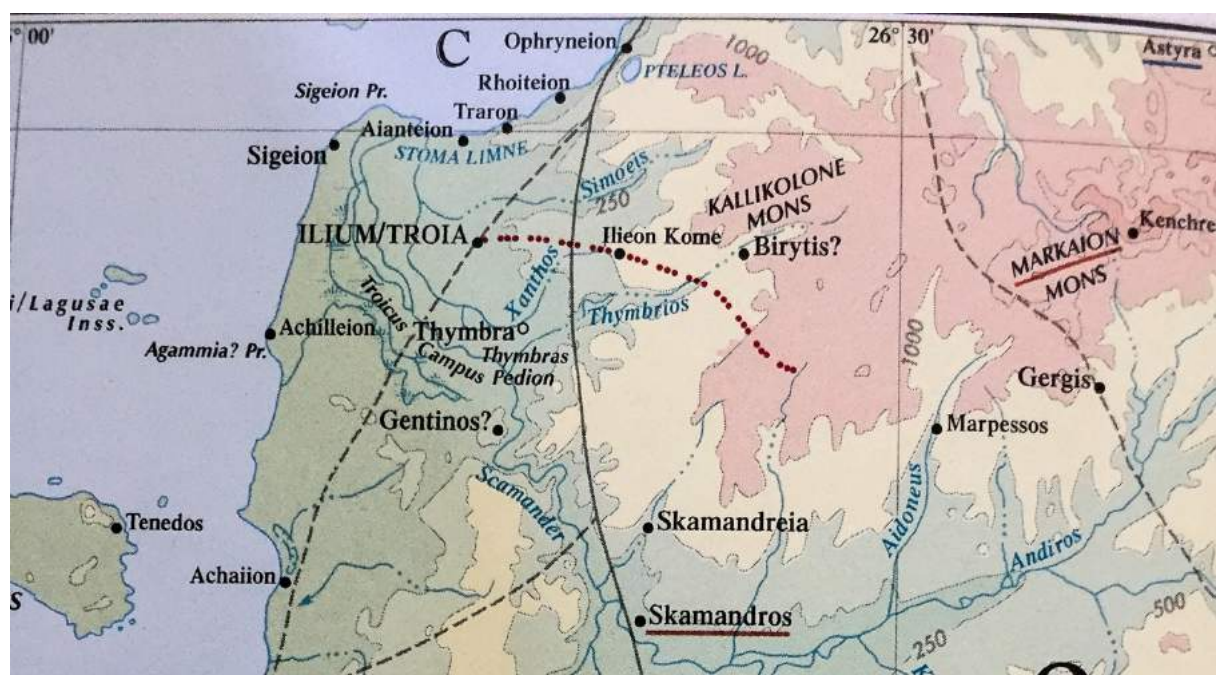 ° 00'
C
Ophryneion
1000
26° 30'
Astyra
PTELEOS L.
Rhoiteion
Sigeion Pr.
Traron
Aianteion
STOMA LIMNE
Sigeion
Simoeis
250
KALLIKOLONE
MONS
Kenchre
ILIUM/TROIA
Ilieon Kome
Birytis?
MARKAION
MONS
Xanthos
i/Lagusae
Inss.
Troicus
Campus
Thymbrios
Achilleion
Thymbra
Agammia? Pr.
Thymbras
Pedion
1000
Gergis
Gentinos?
Marpessos
Scamander
Aidoneus
Tenedos
Skamandreia
Andiros
Achaiion
S
Skamandros
500
250